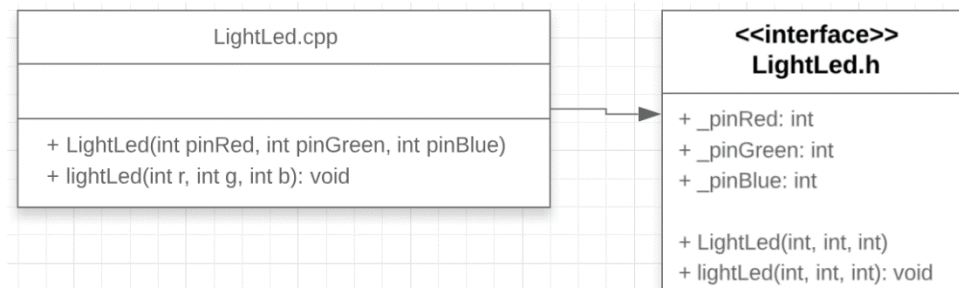 LightLed.cpp
+ LightLed(int pinRed, int pinGreen, int pinBlue)
+ lightLed(int r, int g, int b): void
<<interface>>
LightLed.h
+ _pinRed: int
+ _pinGreen: int
+ _pinBlue: int
+ LightLed(int, int, int)
+ lightLed(int, int, int): void